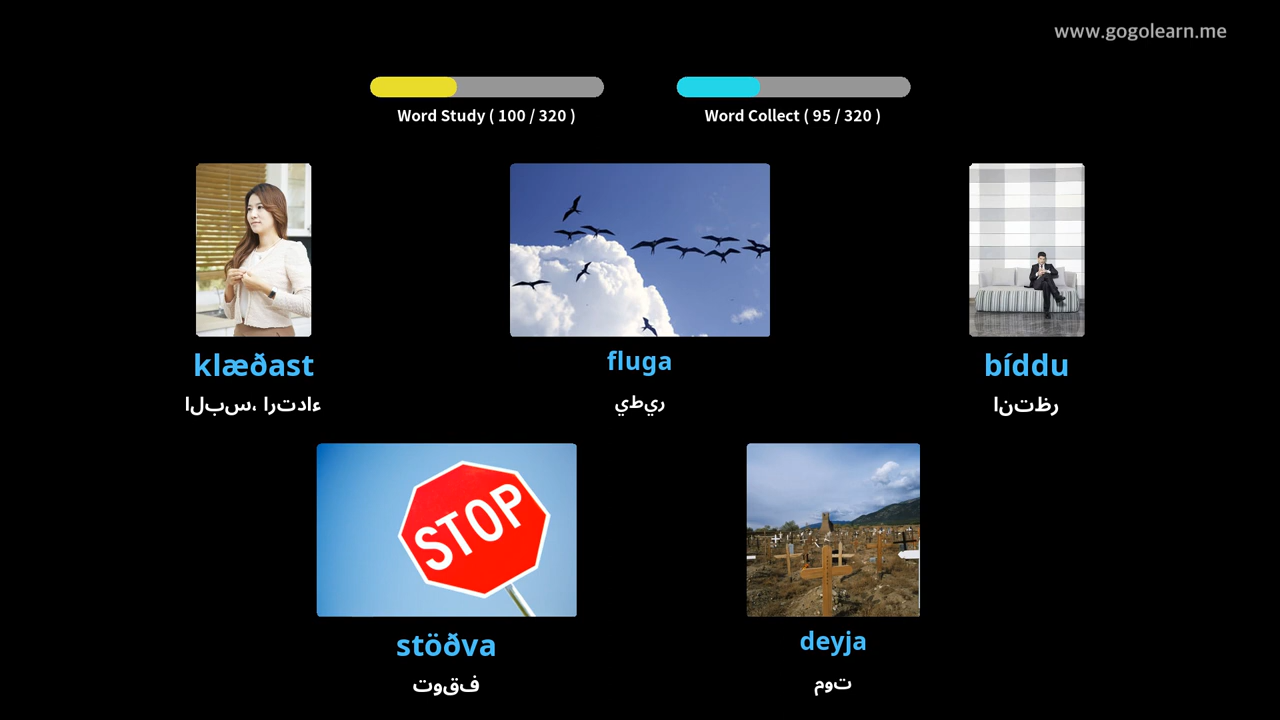 www.gogolearn.me
Word Study ( 100 / 320 )
Word Collect ( 95 / 320 )
klæðast
fluga
bíddu
البس، ارتداء
يطير
انتظر
STOP
stöðva
deyja
توقف
موت